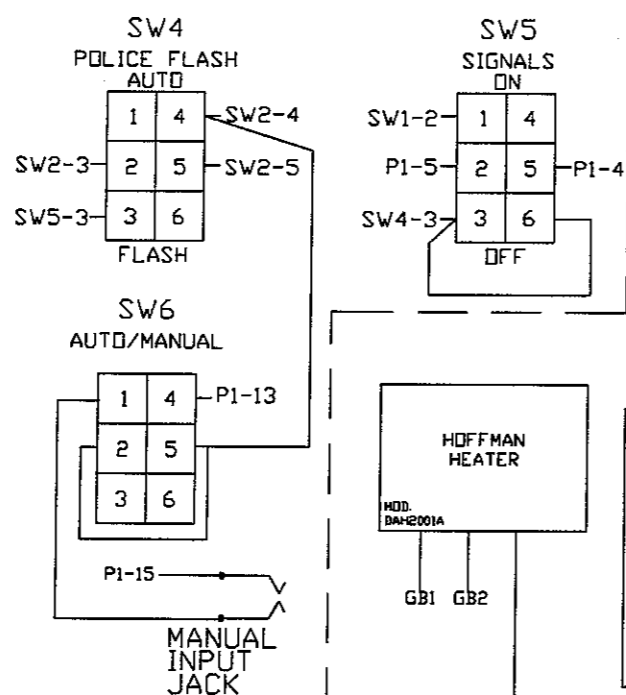 SW4
POLICE FLASH
AUTO
1 4 SW2-4
SW2-3 2 5 SW2-5
SW5-3 3 6
FLASH
SW5
SIGNALS
ON
SW1-2 1 4
P1-5 2 5 P1-4
SW4-3 3 6
OFF
SW6
AUTO/MANUAL
1 4 P1-13
2 5
3 6
P1-15
MANUAL
INPUT
JACK
HOFFMAN
HEATER
MOD.
DAH2001A
GB1 GB2